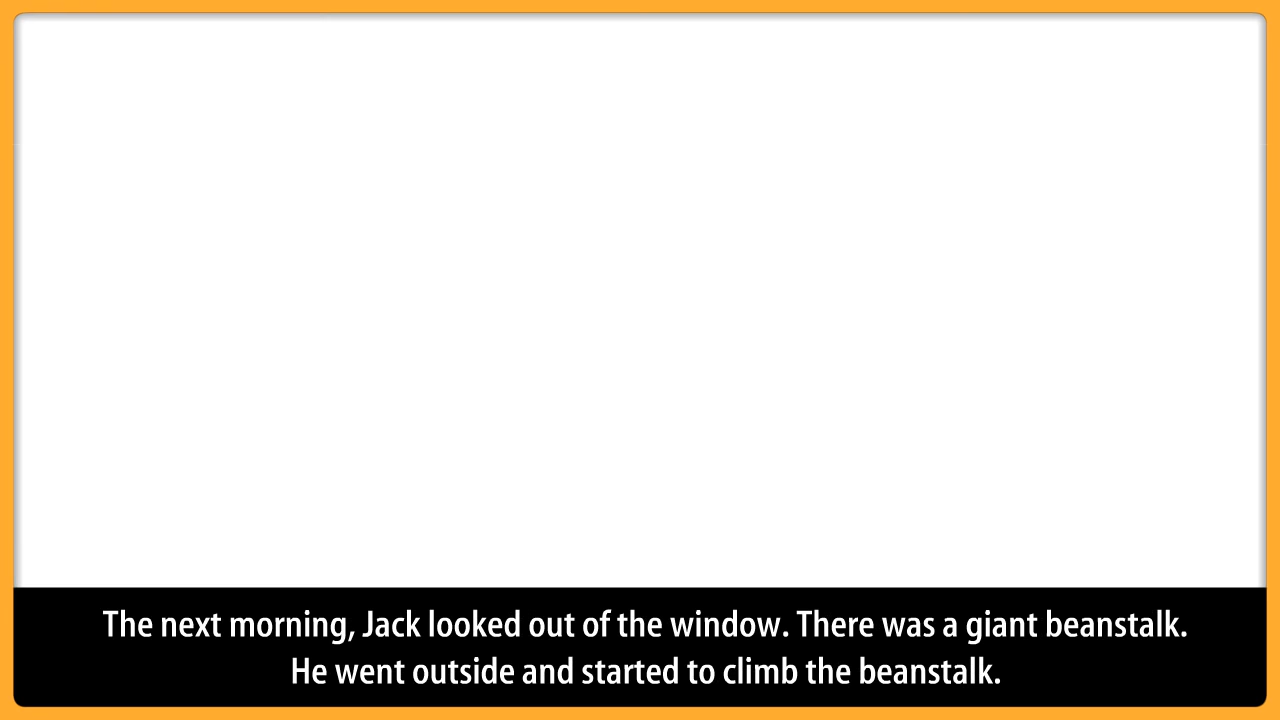 The next morning, Jack looked out of the window. There was a giant beanstalk.
He went outside and started to climb the beanstalk.